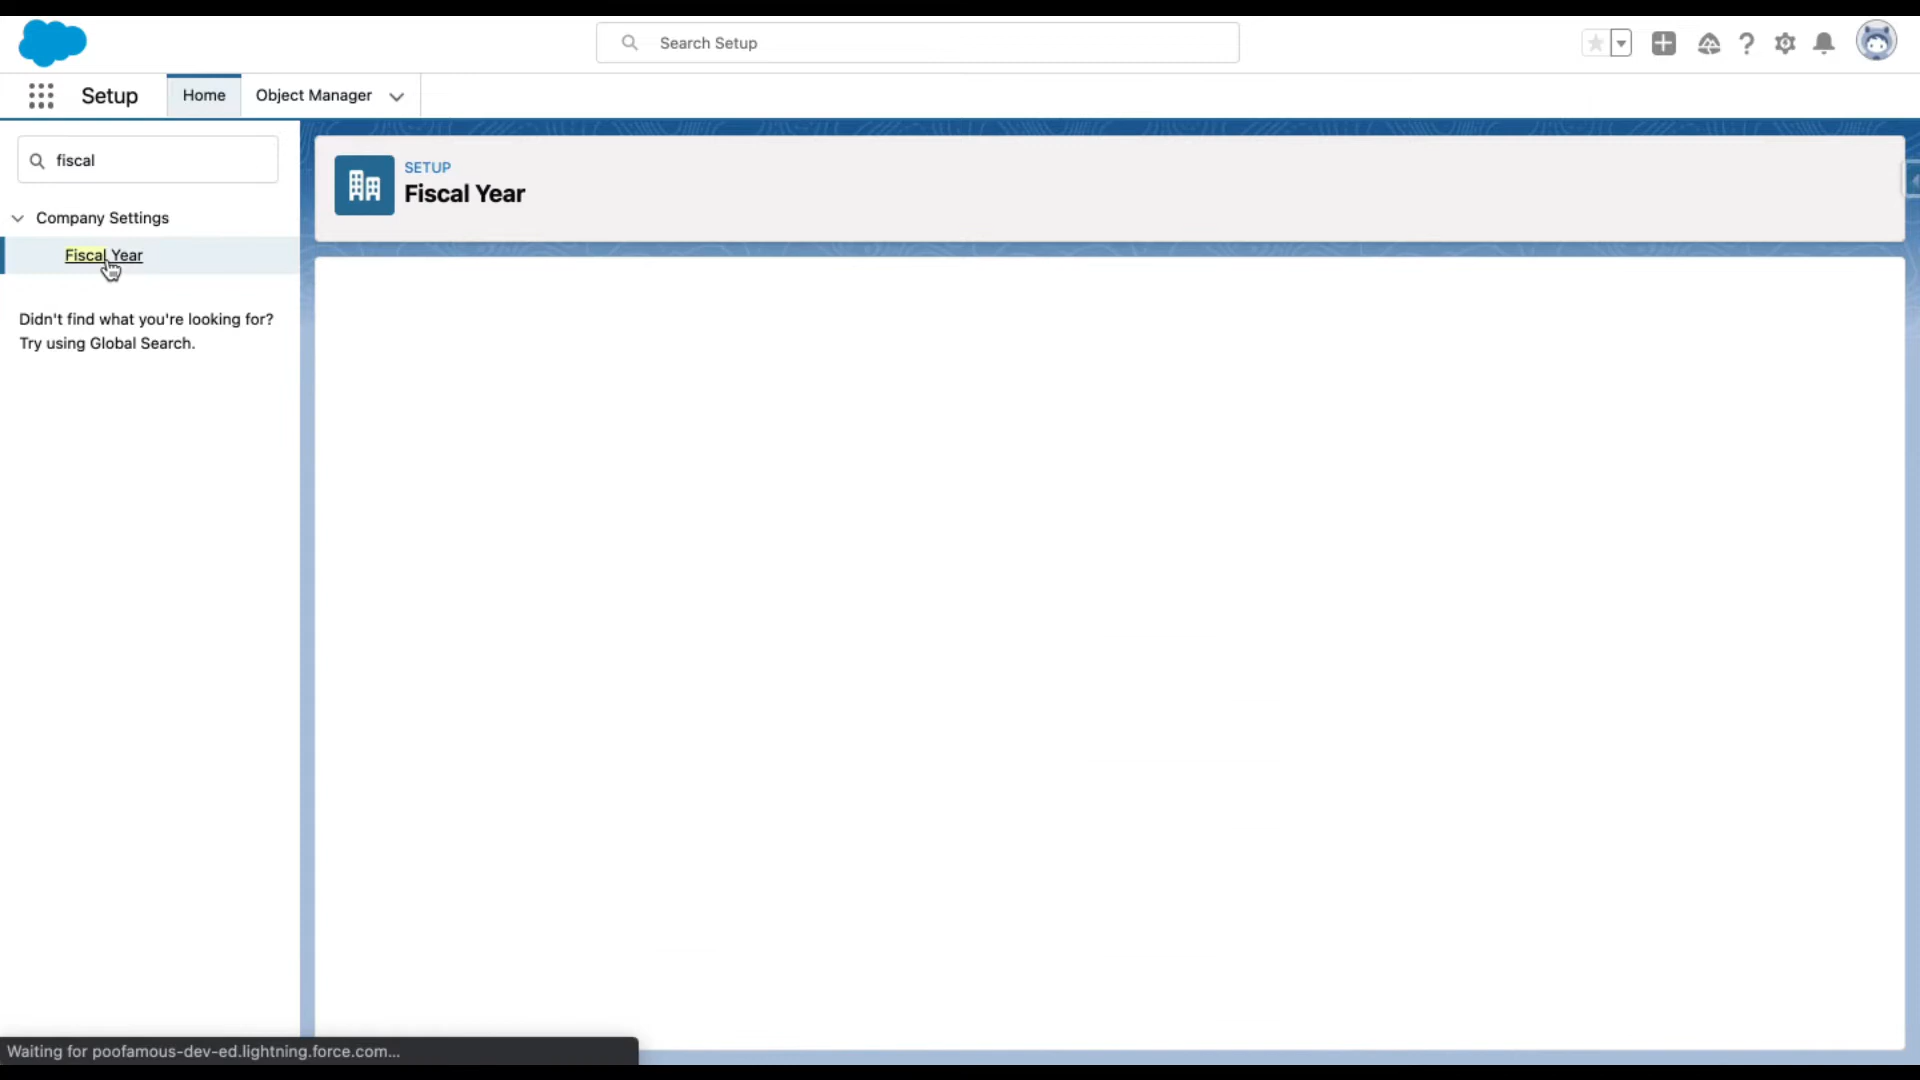 Search Setup
Setup
Home
Object Manager
fiscal
SETUP
Fiscal Year
Company Settings
Fiscal Year
Didn't find what you're looking for?
Try using Global Search.
Waiting for poofamous-dev-ed.lightning.force.com...